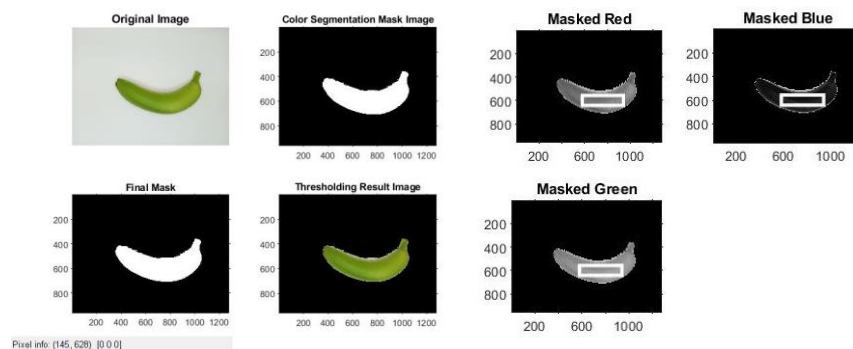 Original Image
Color Segmentation Mask Image
200
400
600
800
200 400 600 800 1000 1200
Masked Red
0
200
400
600
800
200 600 1000
Masked Blue
0
200
400
600
800
200 600 1000
Final Mask
200
400
600
800
200 400 600 800 1000 1200
Thresholding Result Image
200
400
600
800
200 400 600 800 1000 1200
Masked Green
0
200
400
600
800
200 600 1000
Pixel info: (145, 628) [0 0 0]